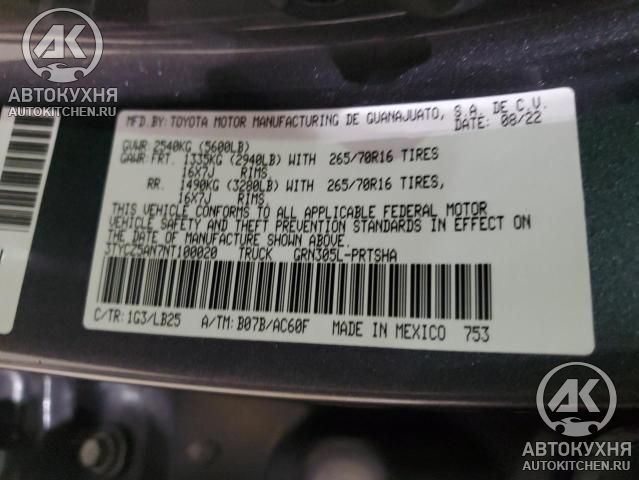 АВТОКУХНЯ
AUTOKITCHEN.RU
MFD.BY: TOYOTA MOTOR MANUFACTURING DE GUANAJUATO, S.A. DE C.V.
DATE: 08/22
GVWR: 2540KG (5600LB)
GAWR: FRT. 1335KG (2940LB) WITH 265/70R16 TIRES
16X7J RIMS
RR. 1490KG (3280LB) WITH 265/70R16 TIRES,
16X7J RIMS,
THIS VEHICLE CONFORMS TO ALL APPLICABLE FEDERAL MOTOR
VEHICLE SAFETY AND THEFT PREVENTION STANDARDS IN EFFECT ON
THE DATE OF MANUFACTURE SHOWN ABOVE.
3TYCZ5AN7NT100020 TRUCK GRN305L-PRTSHA
C/TR: 1G3/LB25 A/TM: B07B/AC60F MADE IN MEXICO 753
АК
АВТОКУХНЯ
AUTOKITCHEN.RU